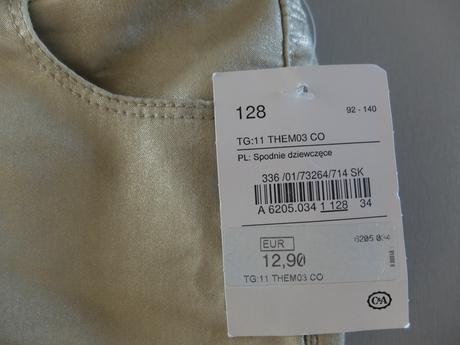 128 92 - 140
TG:11 THEM03 CO
PL: Spodnie dziewczęce
336 /01/73264/714 SK
A 6205.034 1 128 34
EUR 6205 034
12,90
TG:11 THEM03 CO
C&A